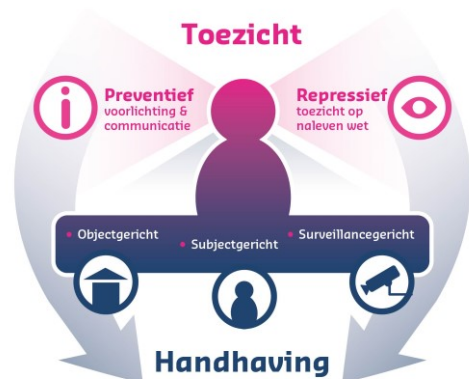 Toezicht
Preventief
voorlichting &
communicatie
Repressief
toezicht op
naleven wet
• Objectgericht
• Subjectgericht
• Surveillancegericht
Handhaving